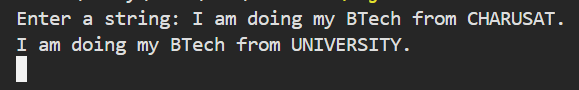 Enter a string: I am doing my BTech from CHARUSAT.
I am doing my BTech from UNIVERSITY.